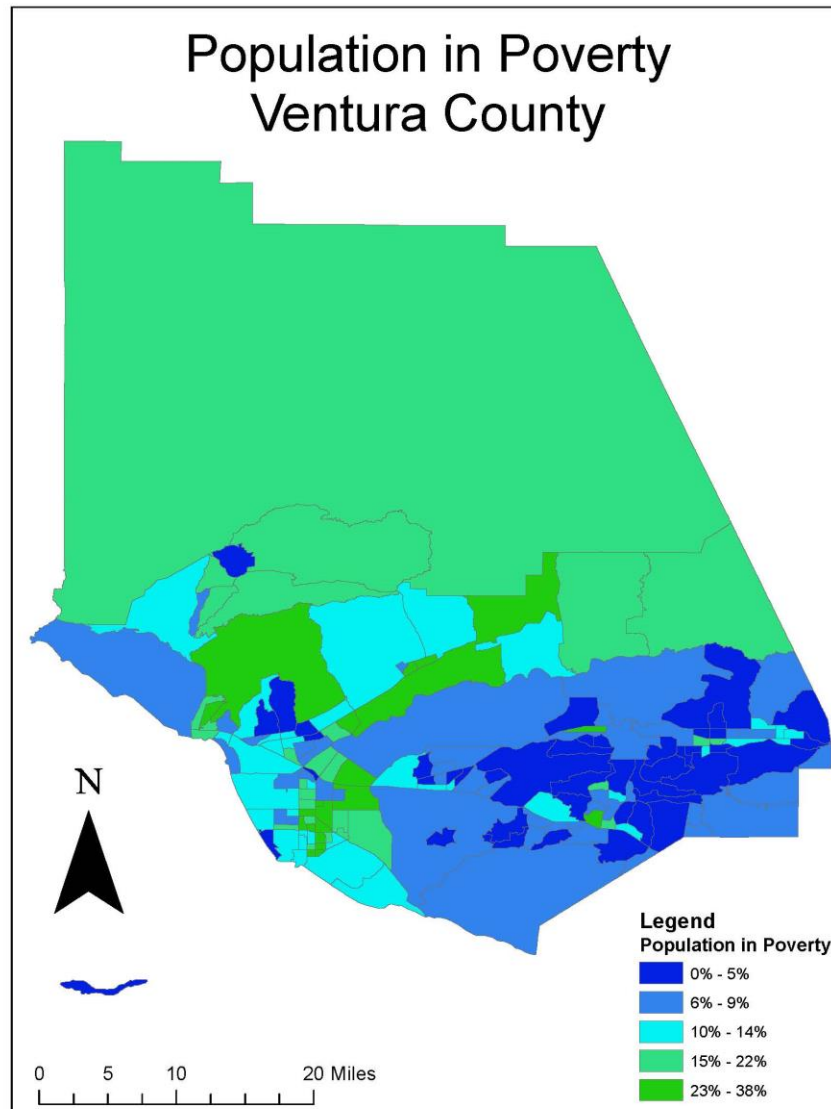 Population in Poverty
Ventura County
N
Legend
Population in Poverty
0% - 5%
6% - 9%
10% - 14%
15% - 22%
23% - 38%
0 5 10 20 Miles